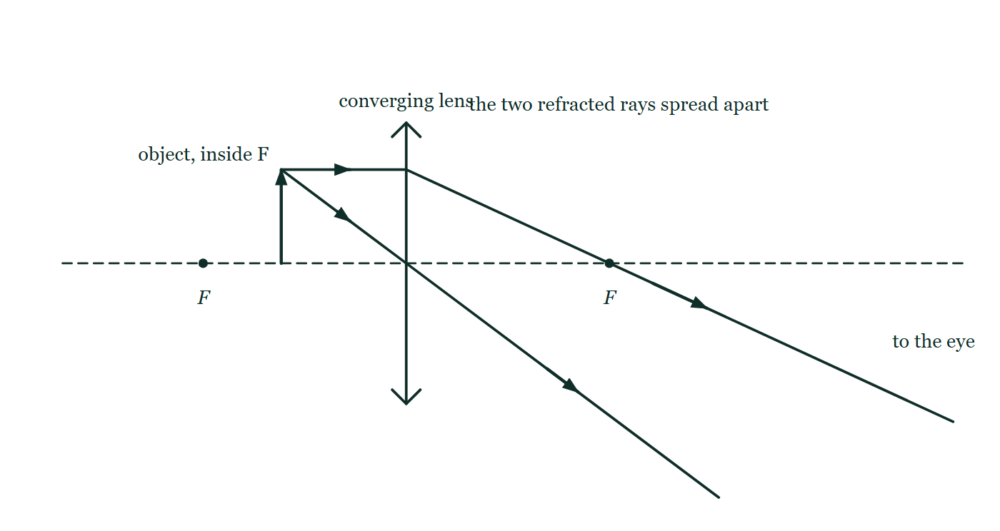 converging lens
the two refracted rays spread apart
object, inside F
F
F
to the eye